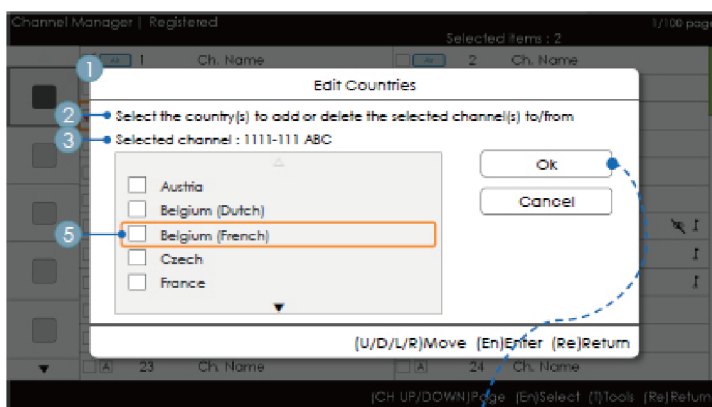 Channel Manager | Registered
1/100 page
Selected items : 2
All 1 Ch. Name All 2 Ch. Name
1
Edit Countries
2 Select the country(s) to add or delete the selected channel(s) to/from
3 Selected channel : 1111-111 ABC
Ok
Austria
Cancel
Belgium (Dutch)
5 Belgium (French)
Czech
France
(U/D/L/R)Move (En)Enter (Re)Return
A 23 Ch. Name A 24 Ch. Name
(CH UP/DOWN)Page (En)Select (T)Tools (Re)Return